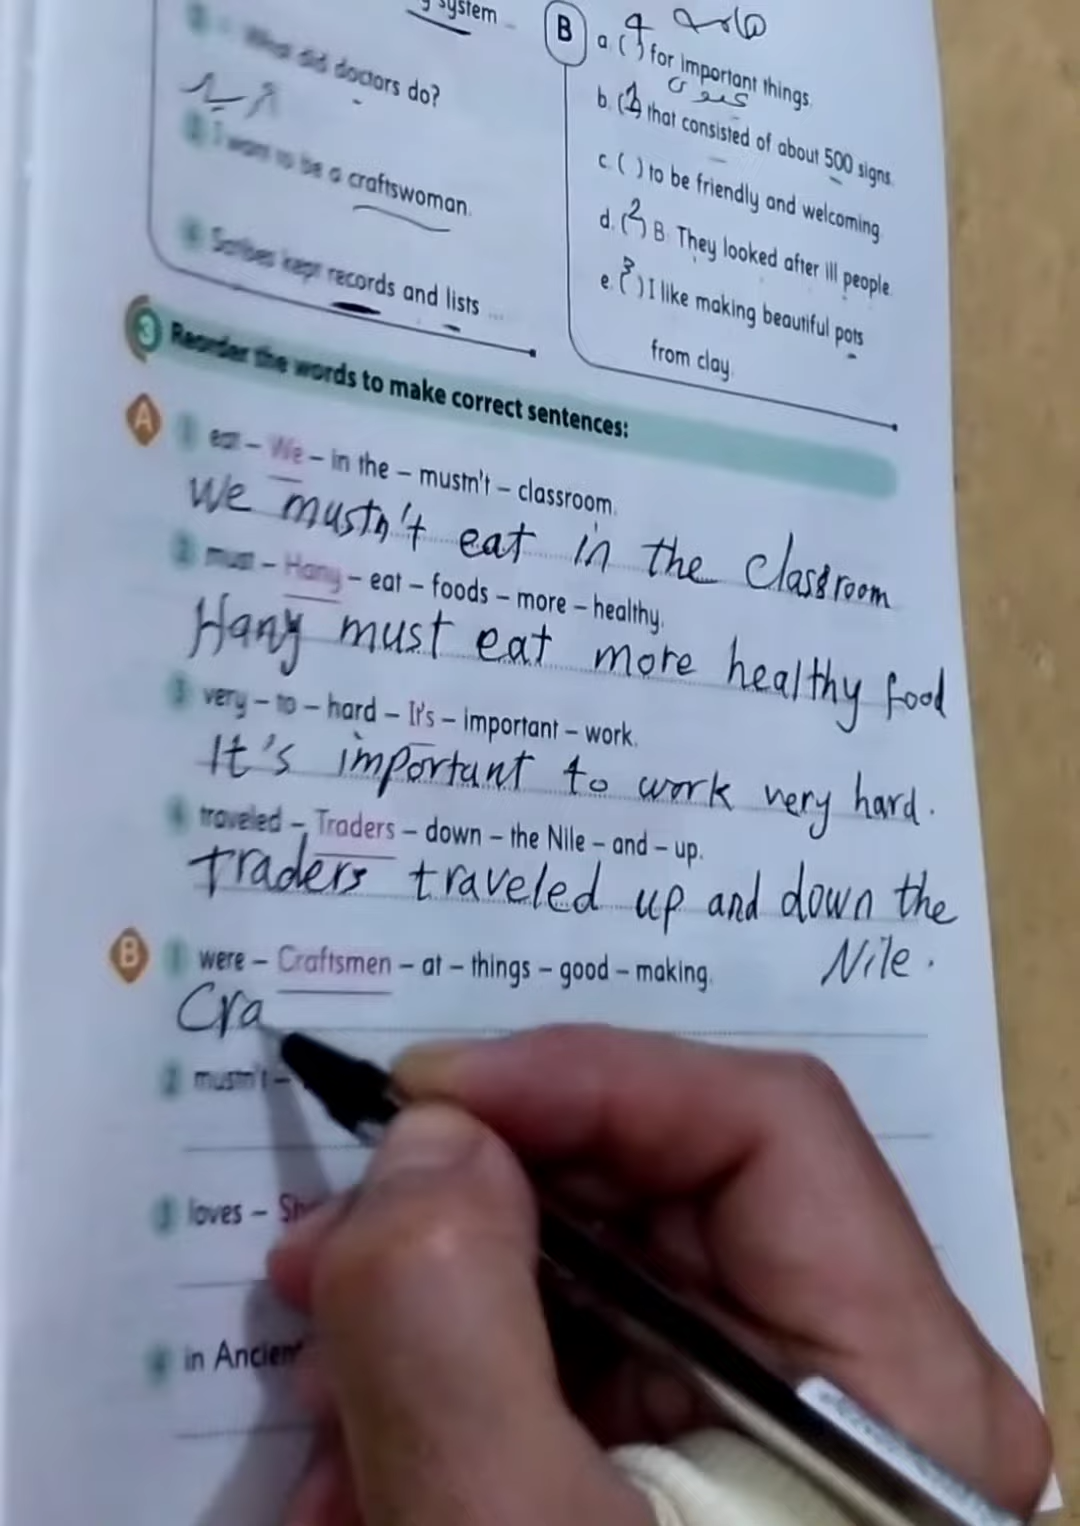 system
What did doctors do?
I want to be a craftswoman.
Scribes kept records and lists ...
B
a. (4) for important things.
b. (1) that consisted of about 500 signs.
c. ( ) to be friendly and welcoming
d. (2) B: They looked after ill people.
e. (3) I like making beautiful pots
from clay
3 Reorder the words to make correct sentences:
A 1 eat – We – in the – mustn't – classroom.
We mustn't eat in the classroom
2 must – Hany – eat – foods – more – healthy.
Hany must eat more healthy food
3 very – to – hard – It's – important – work.
It's important to work very hard.
4 traveled – Traders – down – the Nile – and – up.
traders traveled up and down the
Nile.
B 1 were – Craftsmen – at – things – good – making.
Cra
2 mustn't –
3 loves –
4 in Ancient